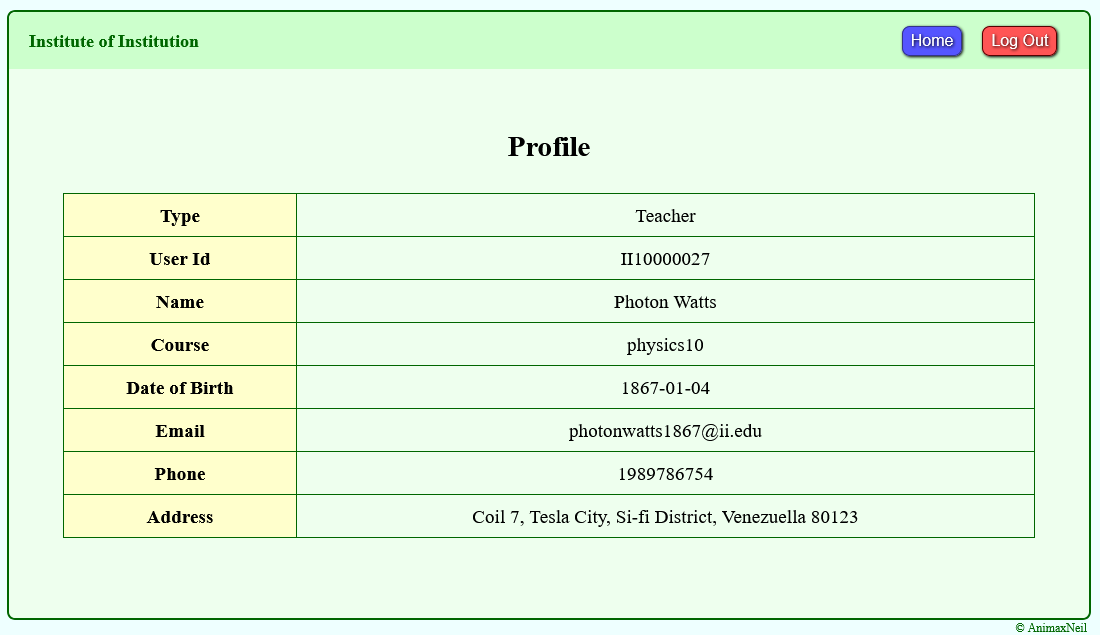 Institute of Institution Home Log Out
Profile
Type Teacher
User Id II10000027
Name Photon Watts
Course physics10
Date of Birth 1867-01-04
Email photonwatts1867@ii.edu
Phone 1989786754
Address Coil 7, Tesla City, Si-fi District, Venezuella 80123
© AnimaxNeil